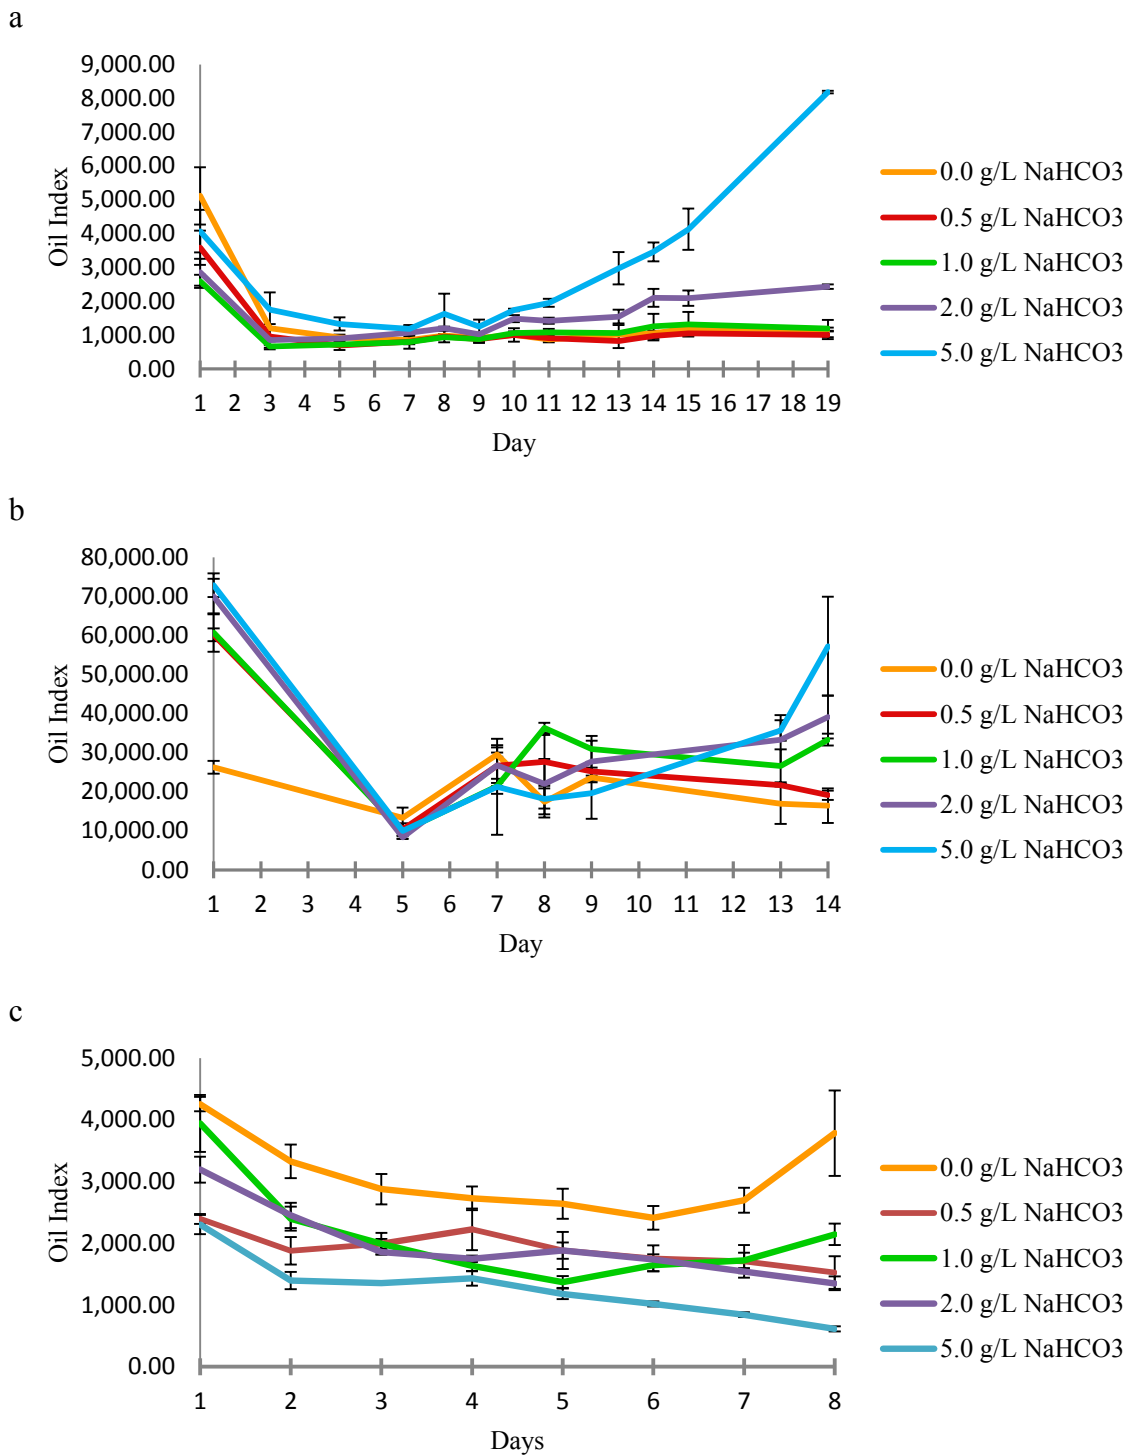 a
9,000.00
8,000.00
7,000.00
6,000.00
5,000.00
4,000.00
3,000.00
2,000.00
1,000.00
0.00
Oil Index
1 2 3 4 5 6 7 8 9 10 11 12 13 14 15 16 17 18 19
Day
0.0 g/L NaHCO3
0.5 g/L NaHCO3
1.0 g/L NaHCO3
2.0 g/L NaHCO3
5.0 g/L NaHCO3
b
80,000.00
70,000.00
60,000.00
50,000.00
40,000.00
30,000.00
20,000.00
10,000.00
0.00
Oil Index
1 2 3 4 5 6 7 8 9 10 11 12 13 14
Day
0.0 g/L NaHCO3
0.5 g/L NaHCO3
1.0 g/L NaHCO3
2.0 g/L NaHCO3
5.0 g/L NaHCO3
c
5,000.00
4,000.00
3,000.00
2,000.00
1,000.00
0.00
Oil Index
1 2 3 4 5 6 7 8
Days
0.0 g/L NaHCO3
0.5 g/L NaHCO3
1.0 g/L NaHCO3
2.0 g/L NaHCO3
5.0 g/L NaHCO3